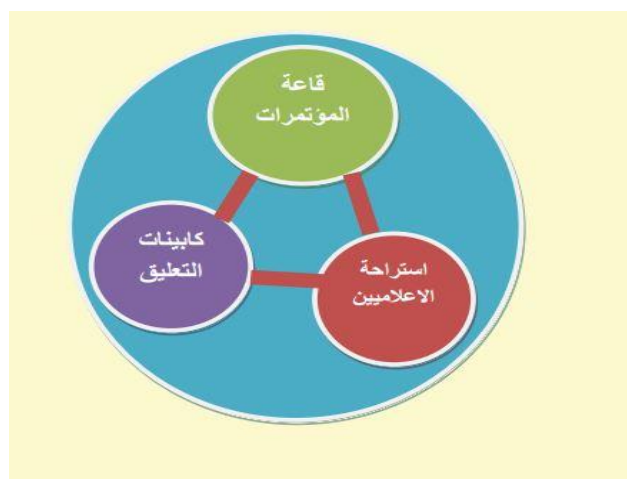 قاعة
المؤتمرات
كابينات
التعليق
استراحة
الاعلاميين